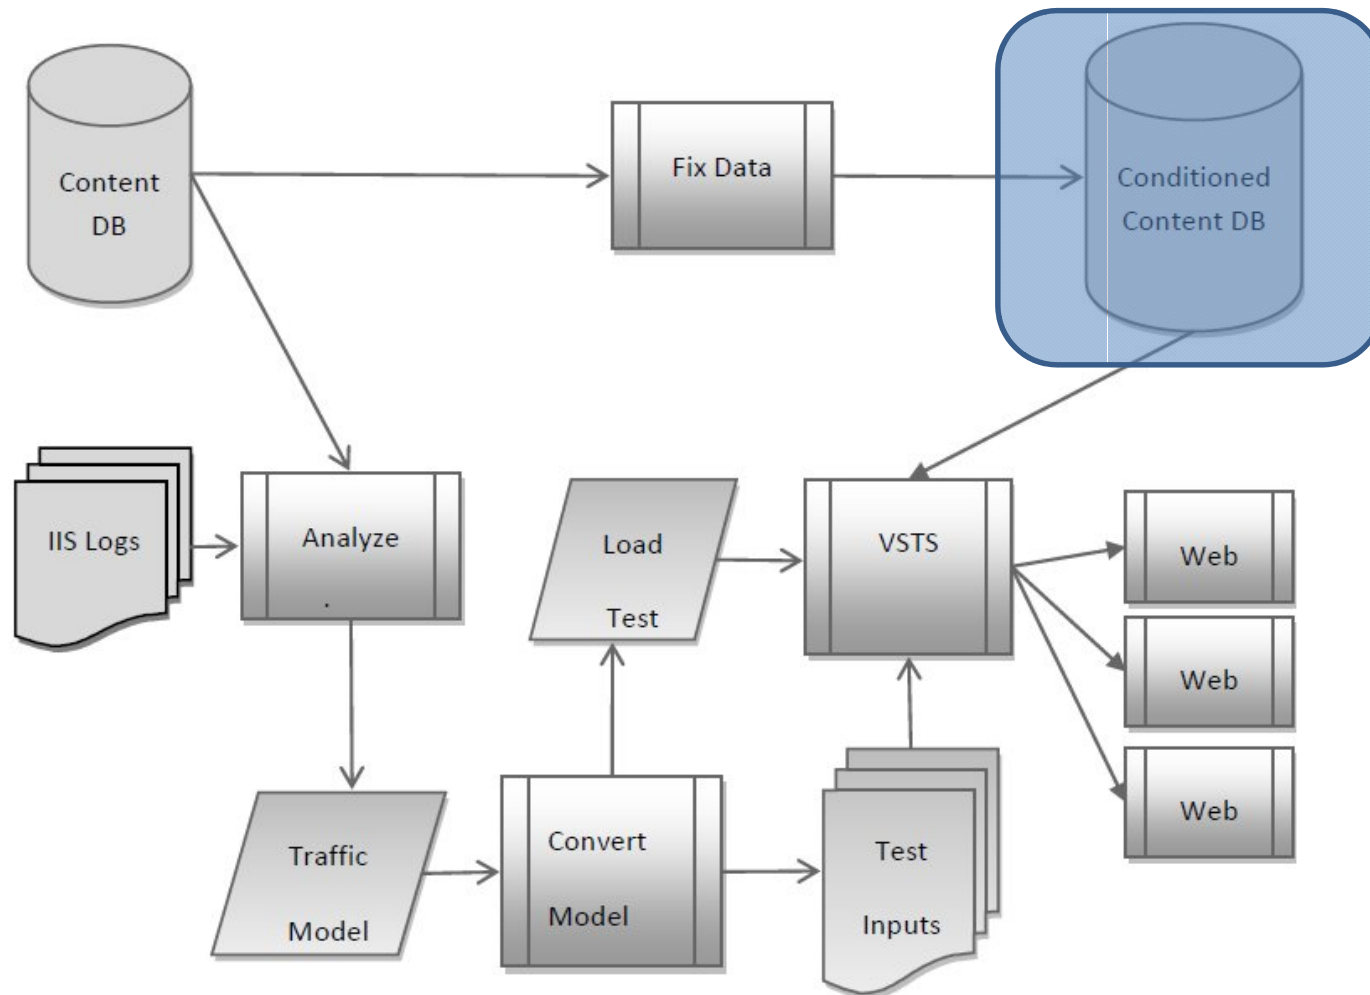 Content
DB
Fix Data
Conditioned
Content DB
IIS Logs
Analyze
.
Load
Test
VSTS
Web
Web
Web
Traffic
Model
Convert
Model
Test
Inputs